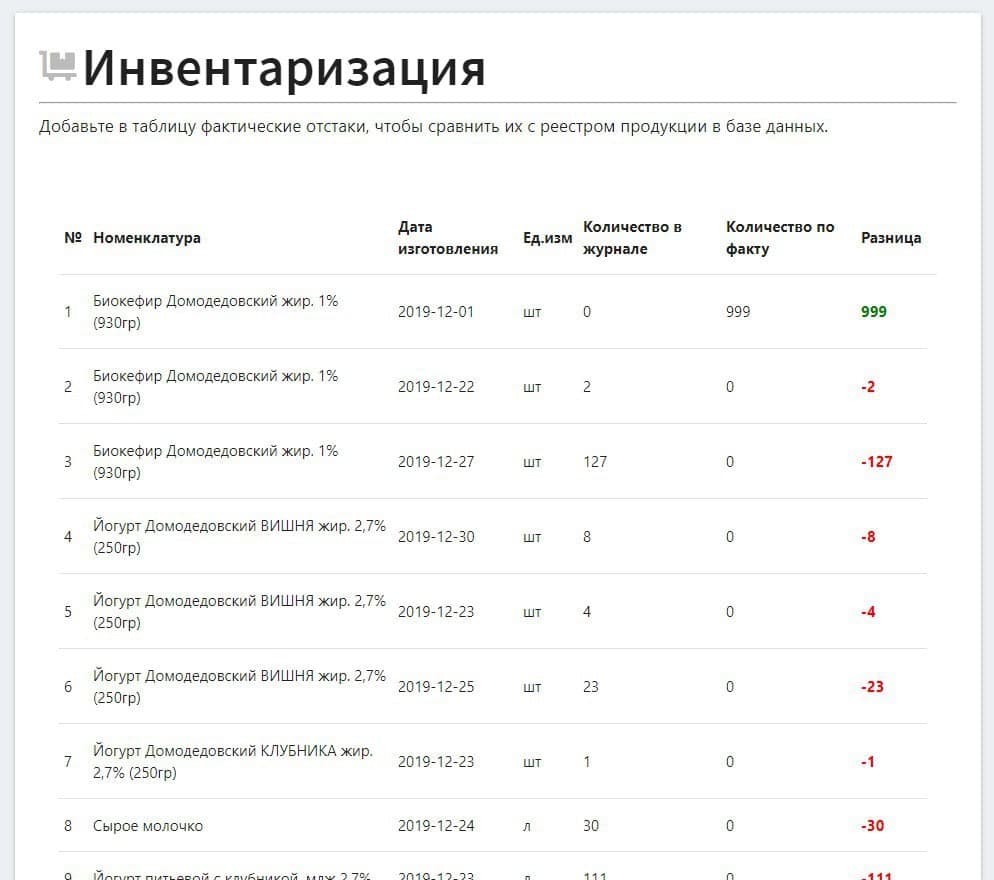 Инвентаризация
Добавьте в таблицу фактические отстаки, чтобы сравнить их с реестром продукции в базе данных.
№ Номенклатура Дата изготовления Ед.изм Количество в журнале Количество по факту Разница
1 Биокефир Домодедовский жир. 1% (930гр) 2019-12-01 шт 0 999 999
2 Биокефир Домодедовский жир. 1% (930гр) 2019-12-22 шт 2 0 -2
3 Биокефир Домодедовский жир. 1% (930гр) 2019-12-27 шт 127 0 -127
4 Йогурт Домодедовский ВИШНЯ жир. 2,7% (250гр) 2019-12-30 шт 8 0 -8
5 Йогурт Домодедовский ВИШНЯ жир. 2,7% (250гр) 2019-12-23 шт 4 0 -4
6 Йогурт Домодедовский ВИШНЯ жир. 2,7% (250гр) 2019-12-25 шт 23 0 -23
7 Йогурт Домодедовский КЛУБНИКА жир. 2,7% (250гр) 2019-12-23 шт 1 0 -1
8 Сырое молочко 2019-12-24 л 30 0 -30
9 Йогурт питьевой с клубникой, мдж 2,7% 2019-12-23 л 111 0 -111